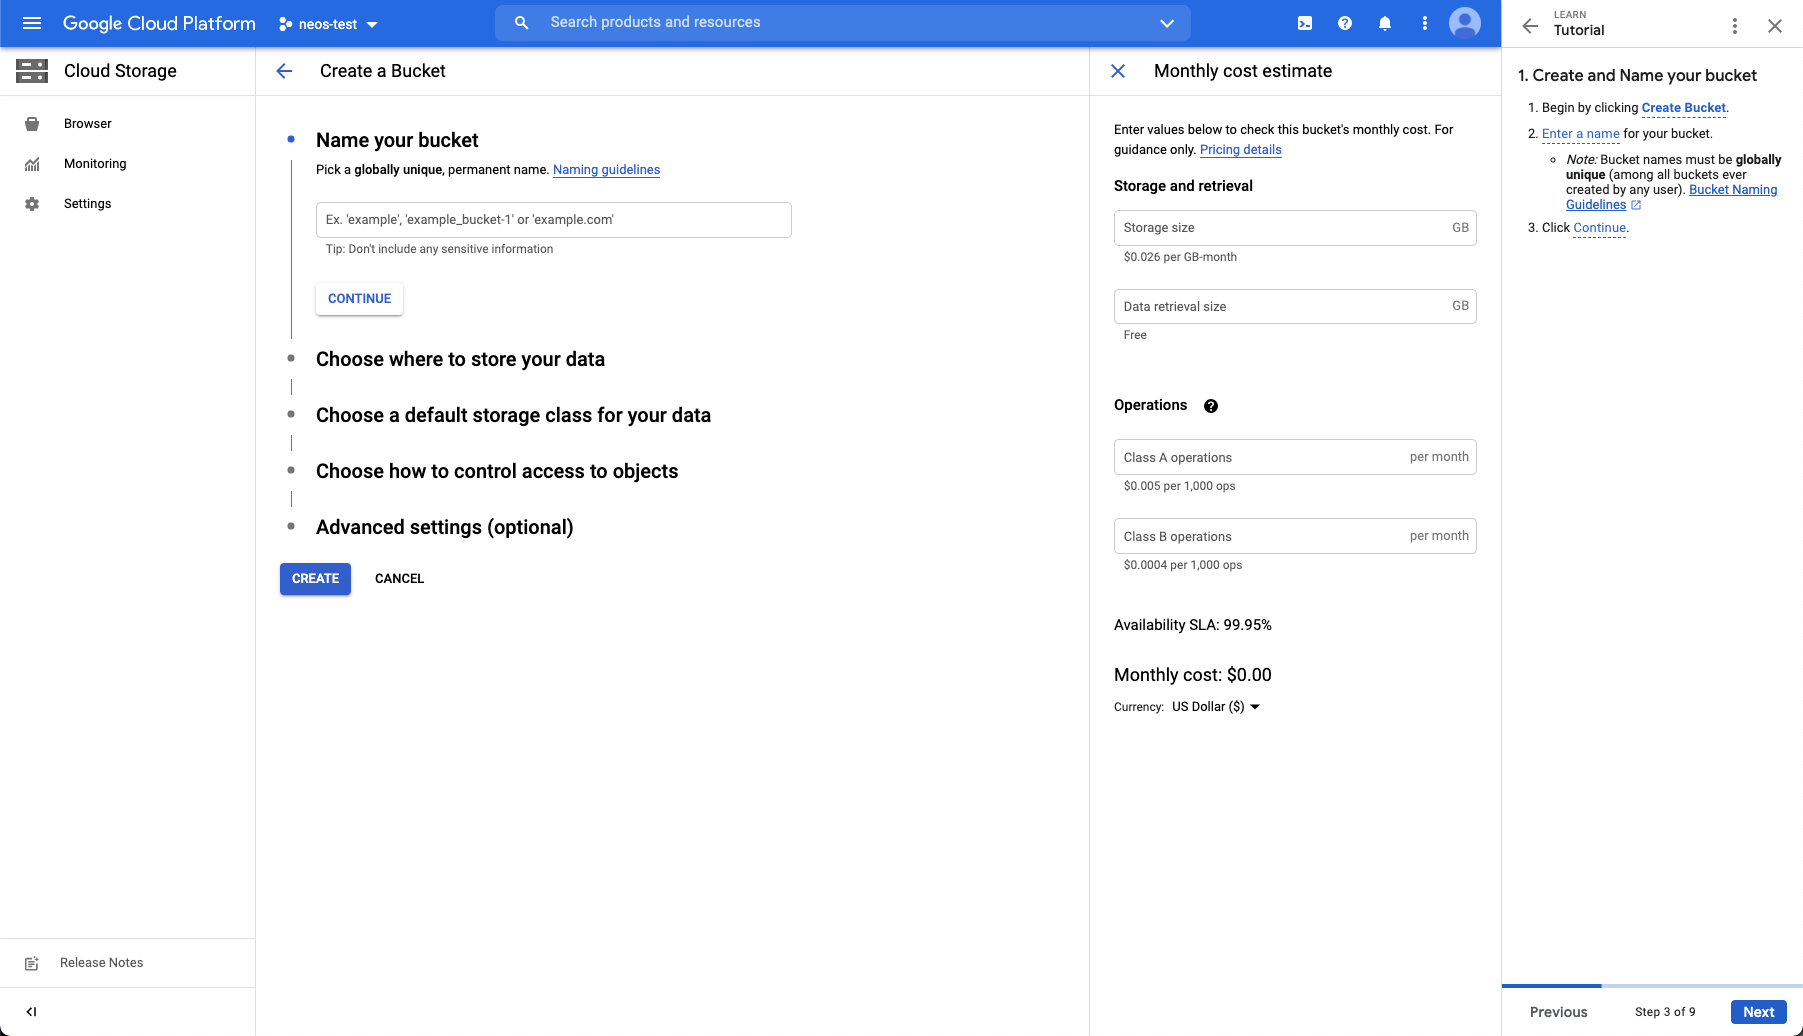 Google Cloud Platform
neos-test
Search products and resources
LEARN
Tutorial
Cloud Storage
Browser
Monitoring
Settings
Release Notes
Create a Bucket
Name your bucket
Pick a globally unique, permanent name. Naming guidelines
Ex. 'example', 'example_bucket-1' or 'example.com'
Tip: Don't include any sensitive information
CONTINUE
Choose where to store your data
Choose a default storage class for your data
Choose how to control access to objects
Advanced settings (optional)
CREATE CANCEL
Monthly cost estimate
Enter values below to check this bucket's monthly cost. For
guidance only. Pricing details
Storage and retrieval
Storage size GB
$0.026 per GB-month
Data retrieval size GB
Free
Operations
Class A operations per month
$0.005 per 1,000 ops
Class B operations per month
$0.0004 per 1,000 ops
Availability SLA: 99.95%
Monthly cost: $0.00
Currency: US Dollar ($)
1. Create and Name your bucket
1. Begin by clicking Create Bucket.
2. Enter a name for your bucket.
Note: Bucket names must be globally
unique (among all buckets ever
created by any user). Bucket Naming
Guidelines
3. Click Continue.
Previous Step 3 of 9 Next